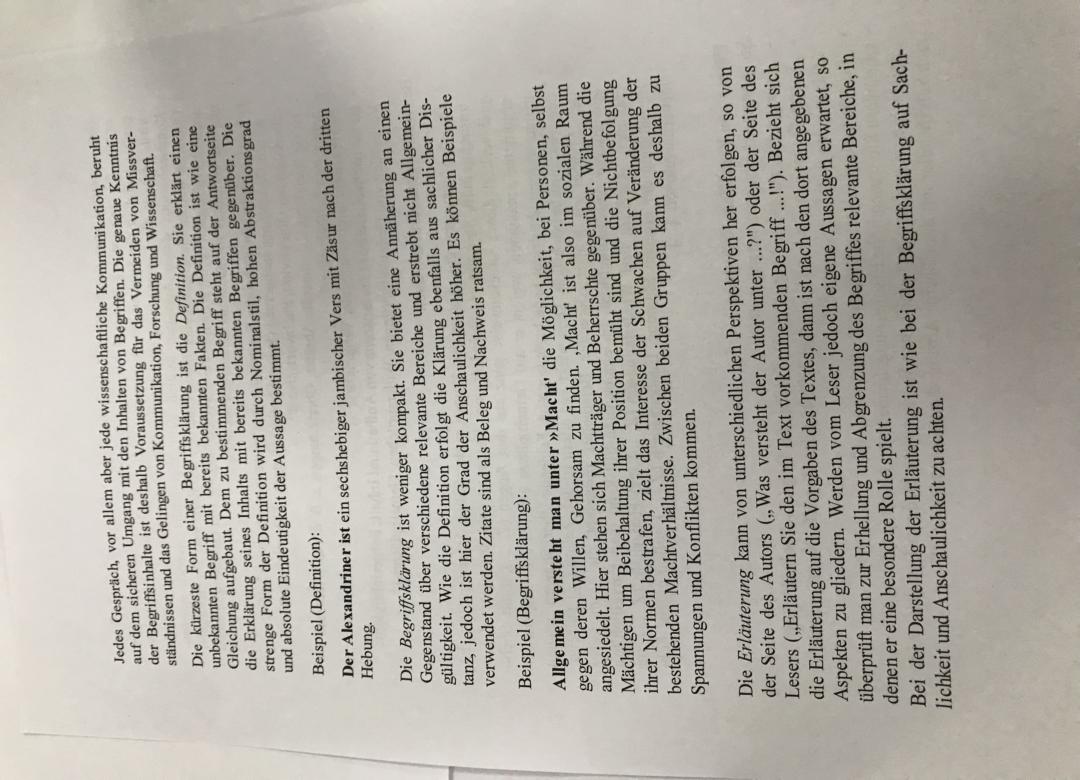 Jedes Gespräch, vor allem aber jede wissenschaftliche Kommunikation, beruht
auf dem sicheren Umgang mit den Inhalten von Begriffen. Die genaue Kenntnis
der Begriffsinhalte ist deshalb Voraussetzung für das Vermeiden von Missver-
ständnissen und das Gelingen von Kommunikation, Forschung und Wissenschaft.
Die kürzeste Form einer Begriffsklärung ist die Definition. Sie erklärt einen
unbekannten Begriff mit bereits bekannten Fakten. Die Definition ist wie eine
Gleichung aufgebaut. Dem zu bestimmenden Begriff steht auf der Antwortseite
die Erklärung seines Inhalts mit bereits bekannten Begriffen gegenüber. Die
strenge Form der Definition wird durch Nominalstil, hohen Abstraktionsgrad
und absolute Eindeutigkeit der Aussage bestimmt.
Beispiel (Definition):
Der Alexandriner ist ein sechshebiger jambischer Vers mit Zäsur nach der dritten
Hebung.
Die Begriffsklärung ist weniger kompakt. Sie bietet eine Annäherung an einen
Gegenstand über verschiedene relevante Bereiche und erstrebt nicht Allgemein-
gültigkeit. Wie die Definition erfolgt die Klärung ebenfalls aus sachlicher Dis-
tanz, jedoch ist hier der Grad der Anschaulichkeit höher. Es können Beispiele
verwendet werden. Zitate sind als Beleg und Nachweis ratsam.
Beispiel (Begriffsklärung):
Allgemein versteht man unter »Macht' die Möglichkeit, bei Personen, selbst
gegen deren Willen, Gehorsam zu finden. ‚Macht' ist also im sozialen Raum
angesiedelt. Hier stehen sich Machtträger und Beherrschte gegenüber. Während die
Mächtigen um Beibehaltung ihrer Position bemüht sind und die Nichtbefolgung
ihrer Normen bestrafen, zielt das Interesse der Schwachen auf Veränderung der
bestehenden Machtverhältnisse. Zwischen beiden Gruppen kann es deshalb zu
Spannungen und Konflikten kommen.
Die Erläuterung kann von unterschiedlichen Perspektiven her erfolgen, so von
der Seite des Autors („Was versteht der Autor unter ...?") oder der Seite des
Lesers („Erläutern Sie den im Text vorkommenden Begriff ...!"). Bezieht sich
die Erläuterung auf die Vorgaben des Textes, dann ist nach den dort angegebenen
Aspekten zu gliedern. Werden vom Leser jedoch eigene Aussagen erwartet, so
überprüft man zur Erhellung und Abgrenzung des Begriffes relevante Bereiche, in
denen er eine besondere Rolle spielt.
Bei der Darstellung der Erläuterung ist wie bei der Begriffsklärung auf Sach-
lichkeit und Anschaulichkeit zu achten.